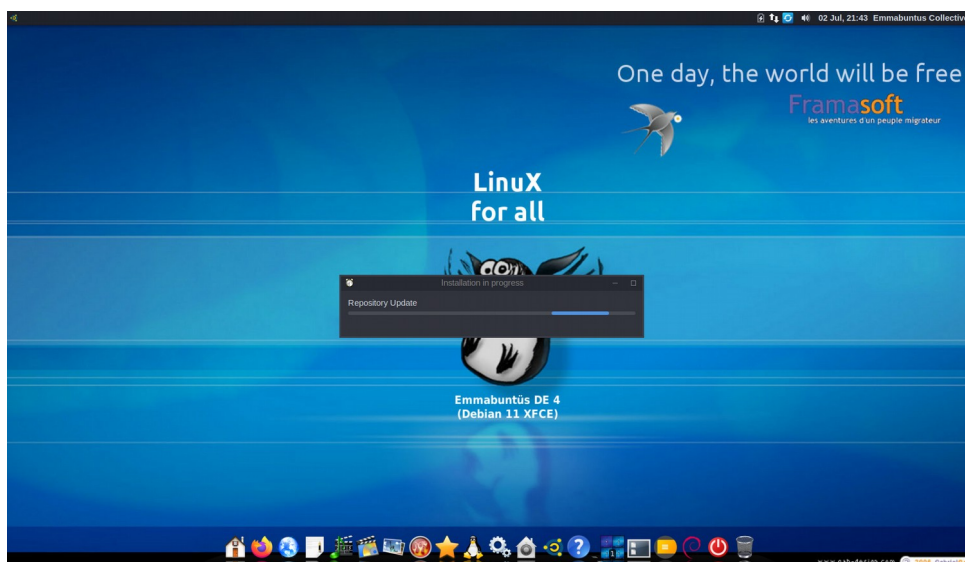 02 Jul, 21:43 Emmabuntus Collective
One day, the world will be free
Framasoft
les aventures d'un peuple migrateur
LinuX
for all
Installation in progress
Repository Update
Emmabuntüs DE 4
(Debian 11 XFCE)
1